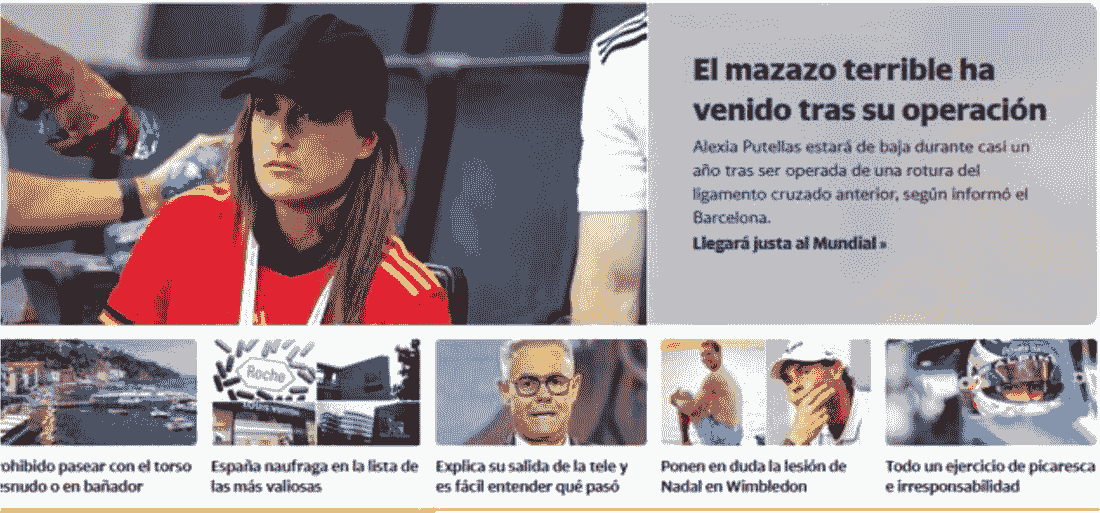 El mazazo terrible ha
venido tras su operación
Alexia Putellas estará de baja durante casi un
año tras ser operada de una rotura del
ligamento cruzado anterior, según informó el
Barcelona.
Llegará justa al Mundial »
Roche
ohibido pasear con el torso
esnudo o en bañador
España naufraga en la lista de
las más valiosas
Explica su salida de la tele y
es fácil entender qué pasó
Ponen en duda la lesión de
Nadal en Wimbledon
Todo un ejercicio de picaresca
e irresponsabilidad